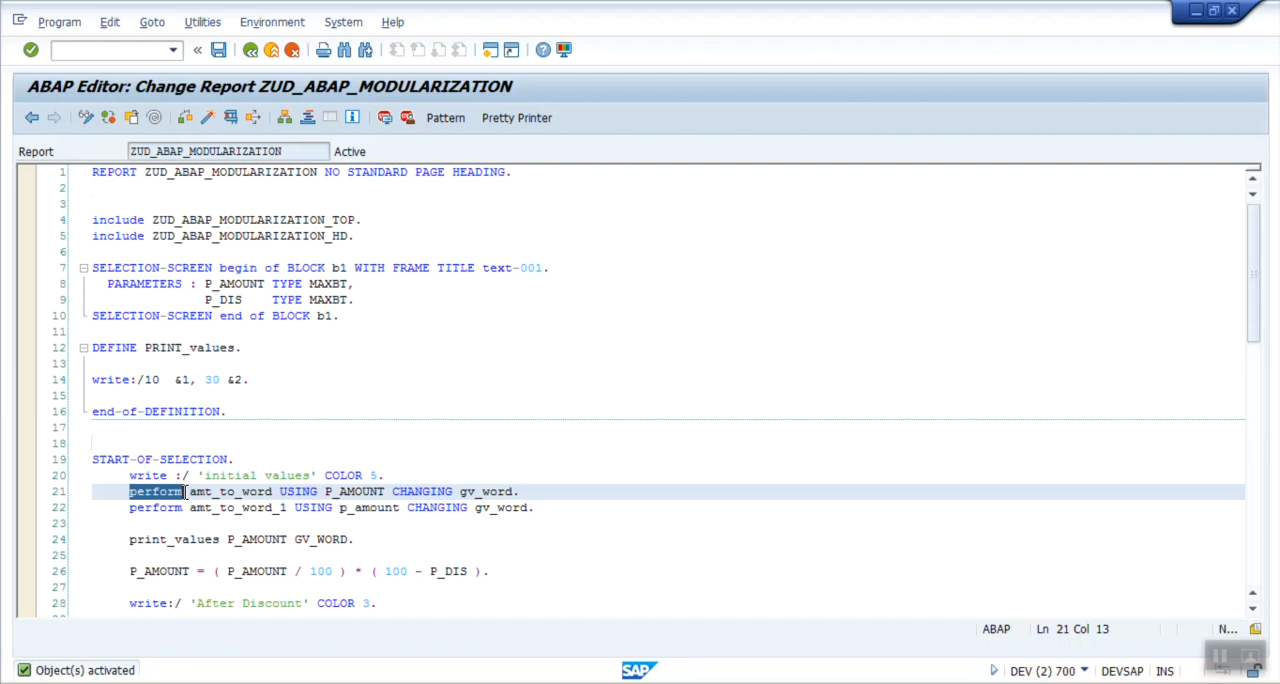 Program Edit Goto Utilities Environment System Help
ABAP Editor: Change Report ZUD_ABAP_MODULARIZATION
Pattern Pretty Printer
Report ZUD_ABAP_MODULARIZATION Active
1 REPORT ZUD_ABAP_MODULARIZATION NO STANDARD PAGE HEADING.
2
3
4 include ZUD_ABAP_MODULARIZATION_TOP.
5 include ZUD_ABAP_MODULARIZATION_HD.
6
7 SELECTION-SCREEN begin of BLOCK b1 WITH FRAME TITLE text-001.
8 PARAMETERS : P_AMOUNT TYPE MAXBT,
9 P_DIS TYPE MAXBT.
10 SELECTION-SCREEN end of BLOCK b1.
11
12 DEFINE PRINT_values.
13
14 write:/10 &1, 30 &2.
15
16 end-of-DEFINITION.
17
18
19 START-OF-SELECTION.
20 write :/ 'initial values' COLOR 5.
21 perform amt_to_word USING P_AMOUNT CHANGING gv_word.
22 perform amt_to_word_1 USING p_amount CHANGING gv_word.
23
24 print_values P_AMOUNT GV_WORD.
25
26 P_AMOUNT = ( P_AMOUNT / 100 ) * ( 100 - P_DIS ).
27
28 write:/ 'After Discount' COLOR 3.
ABAP Ln 21 Col 13 N...
Object(s) activated SAP DEV (2) 700 DEVSAP INS